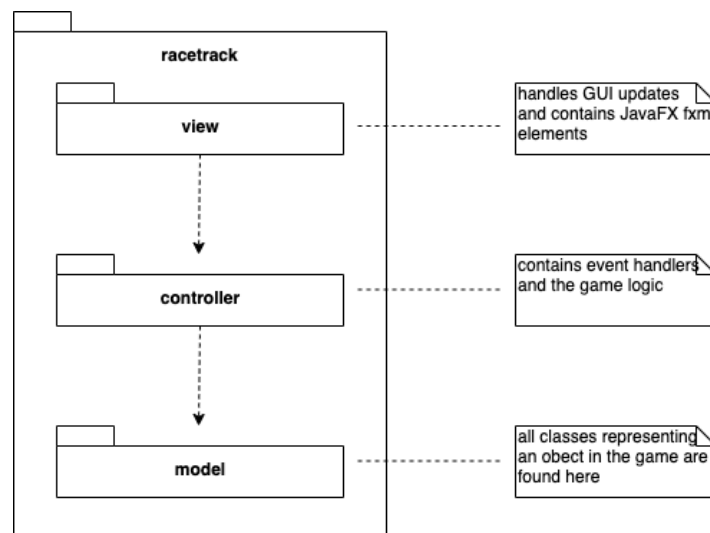 racetrack
view
handles GUI updates
and contains JavaFX fxm
elements
controller
contains event handlers
and the game logic
model
all classes representing
an obect in the game are
found here